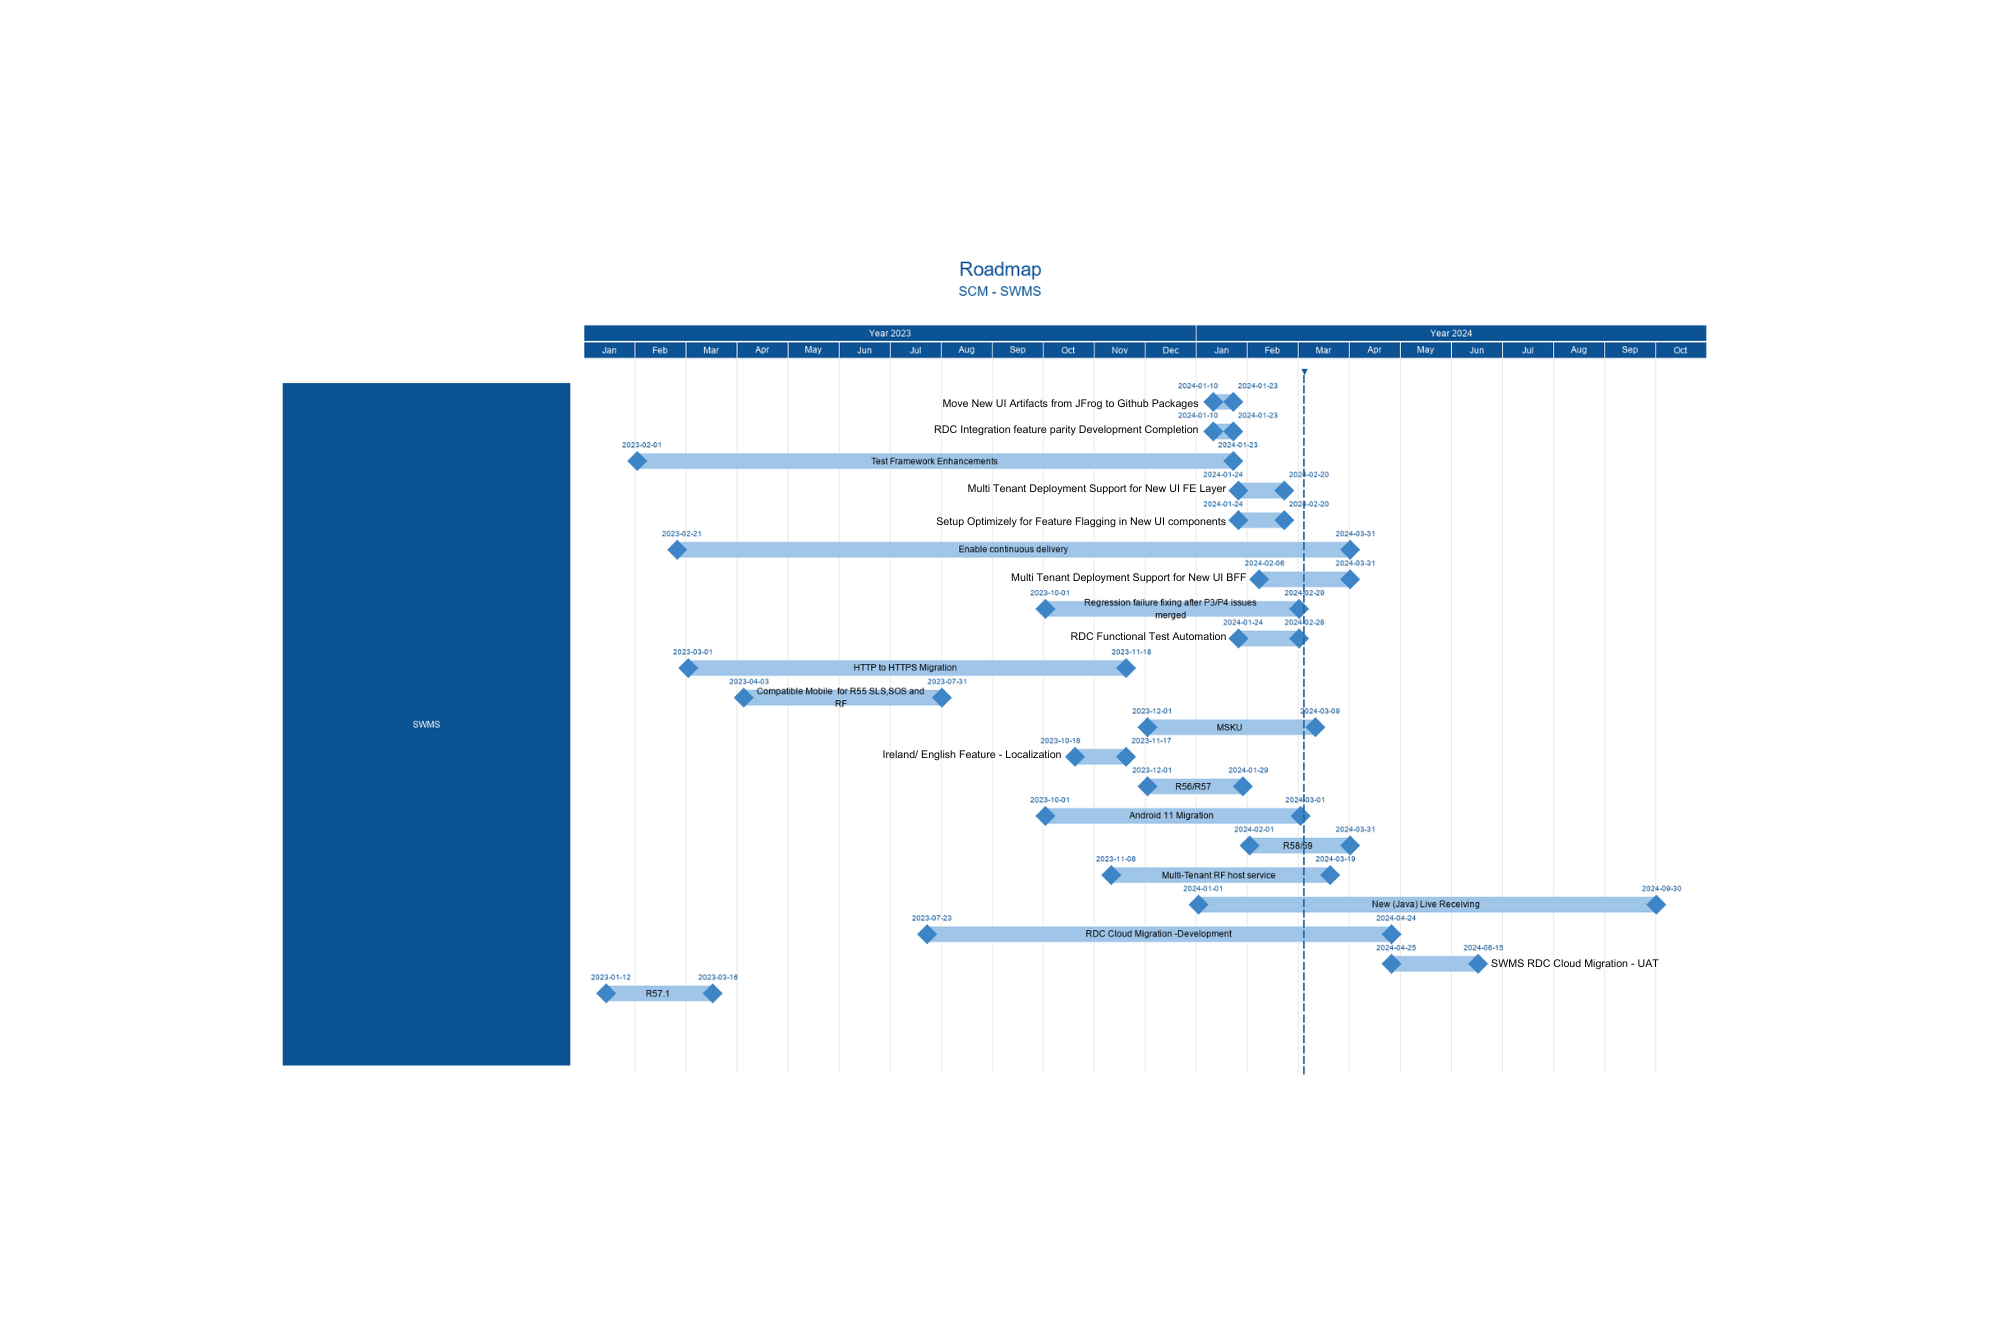 Roadmap
SCM - SWMS
Year 2023 Year 2024
Jan Feb Mar Apr May Jun Jul Aug Sep Oct Nov Dec Jan Feb Mar Apr May Jun Jul Aug Sep Oct
SWMS
2024-01-10 2024-01-23
Move New UI Artifacts from JFrog to Github Packages
2024-01-10 2024-01-23
RDC Integration feature parity Development Completion
2023-02-01 2024-01-23
Test Framework Enhancements
2024-01-24 2024-02-20
Multi Tenant Deployment Support for New UI FE Layer
2024-01-24 2024-02-20
Setup Optimizely for Feature Flagging in New UI components
2023-02-21 2024-03-31
Enable continuous delivery
2024-02-06 2024-03-31
Multi Tenant Deployment Support for New UI BFF
2023-10-01 2024-02-29
Regression failure fixing after P3/P4 issues
merged
2024-01-24 2024-02-28
RDC Functional Test Automation
2023-03-01 2023-11-18
HTTP to HTTPS Migration
2023-04-03 2023-07-31
Compatible Mobile for R55 SLS,SOS and
RF
2023-12-01 2024-03-09
MSKU
2023-10-18 2023-11-17
Ireland/ English Feature - Localization
2023-12-01 2024-01-29
R56/R57
2023-10-01 2024-03-01
Android 11 Migration
2024-02-01 2024-03-31
R58/59
2023-11-08 2024-03-19
Multi-Tenant RF host service
2024-01-01 2024-09-30
New (Java) Live Receiving
2023-07-23 2024-04-24
RDC Cloud Migration -Development
2024-04-25 2024-06-15
SWMS RDC Cloud Migration - UAT
2023-01-12 2023-03-16
R57.1